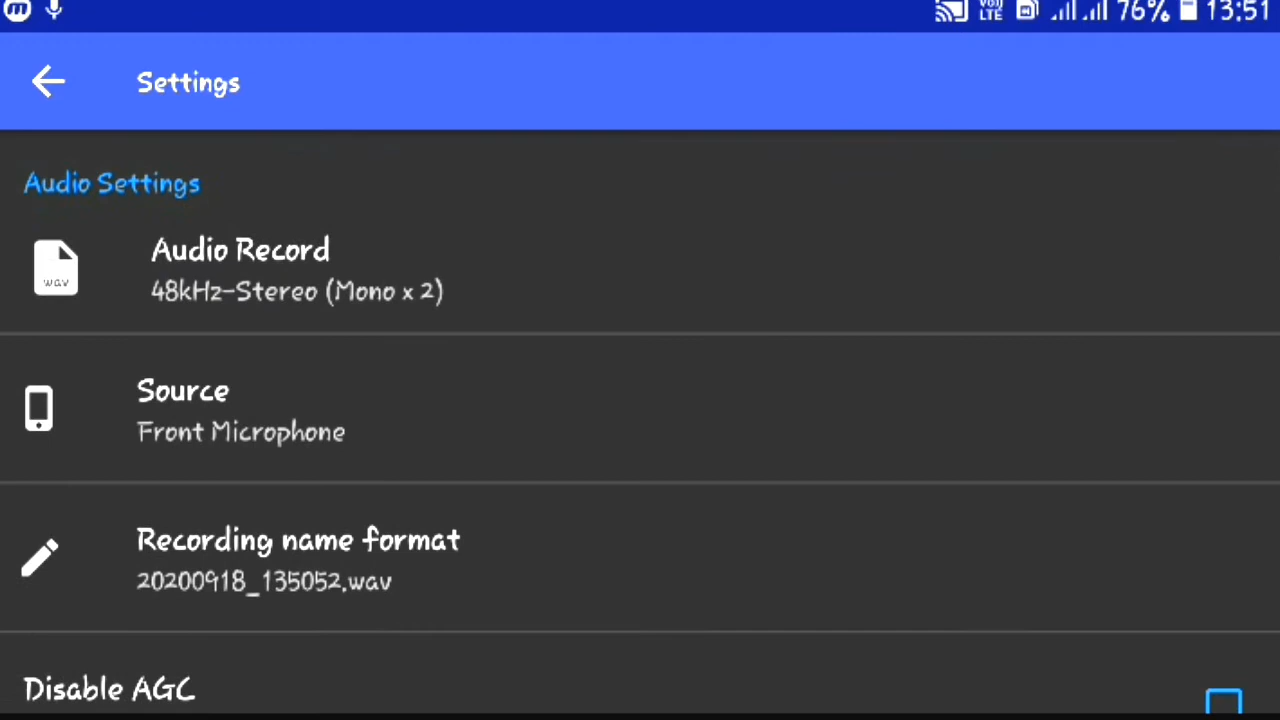 m
VoLTE 76% 13:51
Settings
Audio Settings
wav
Audio Record
48kHz-Stereo (Mono x 2)
Source
Front Microphone
Recording name format
20200918_135052.wav
Disable AGC